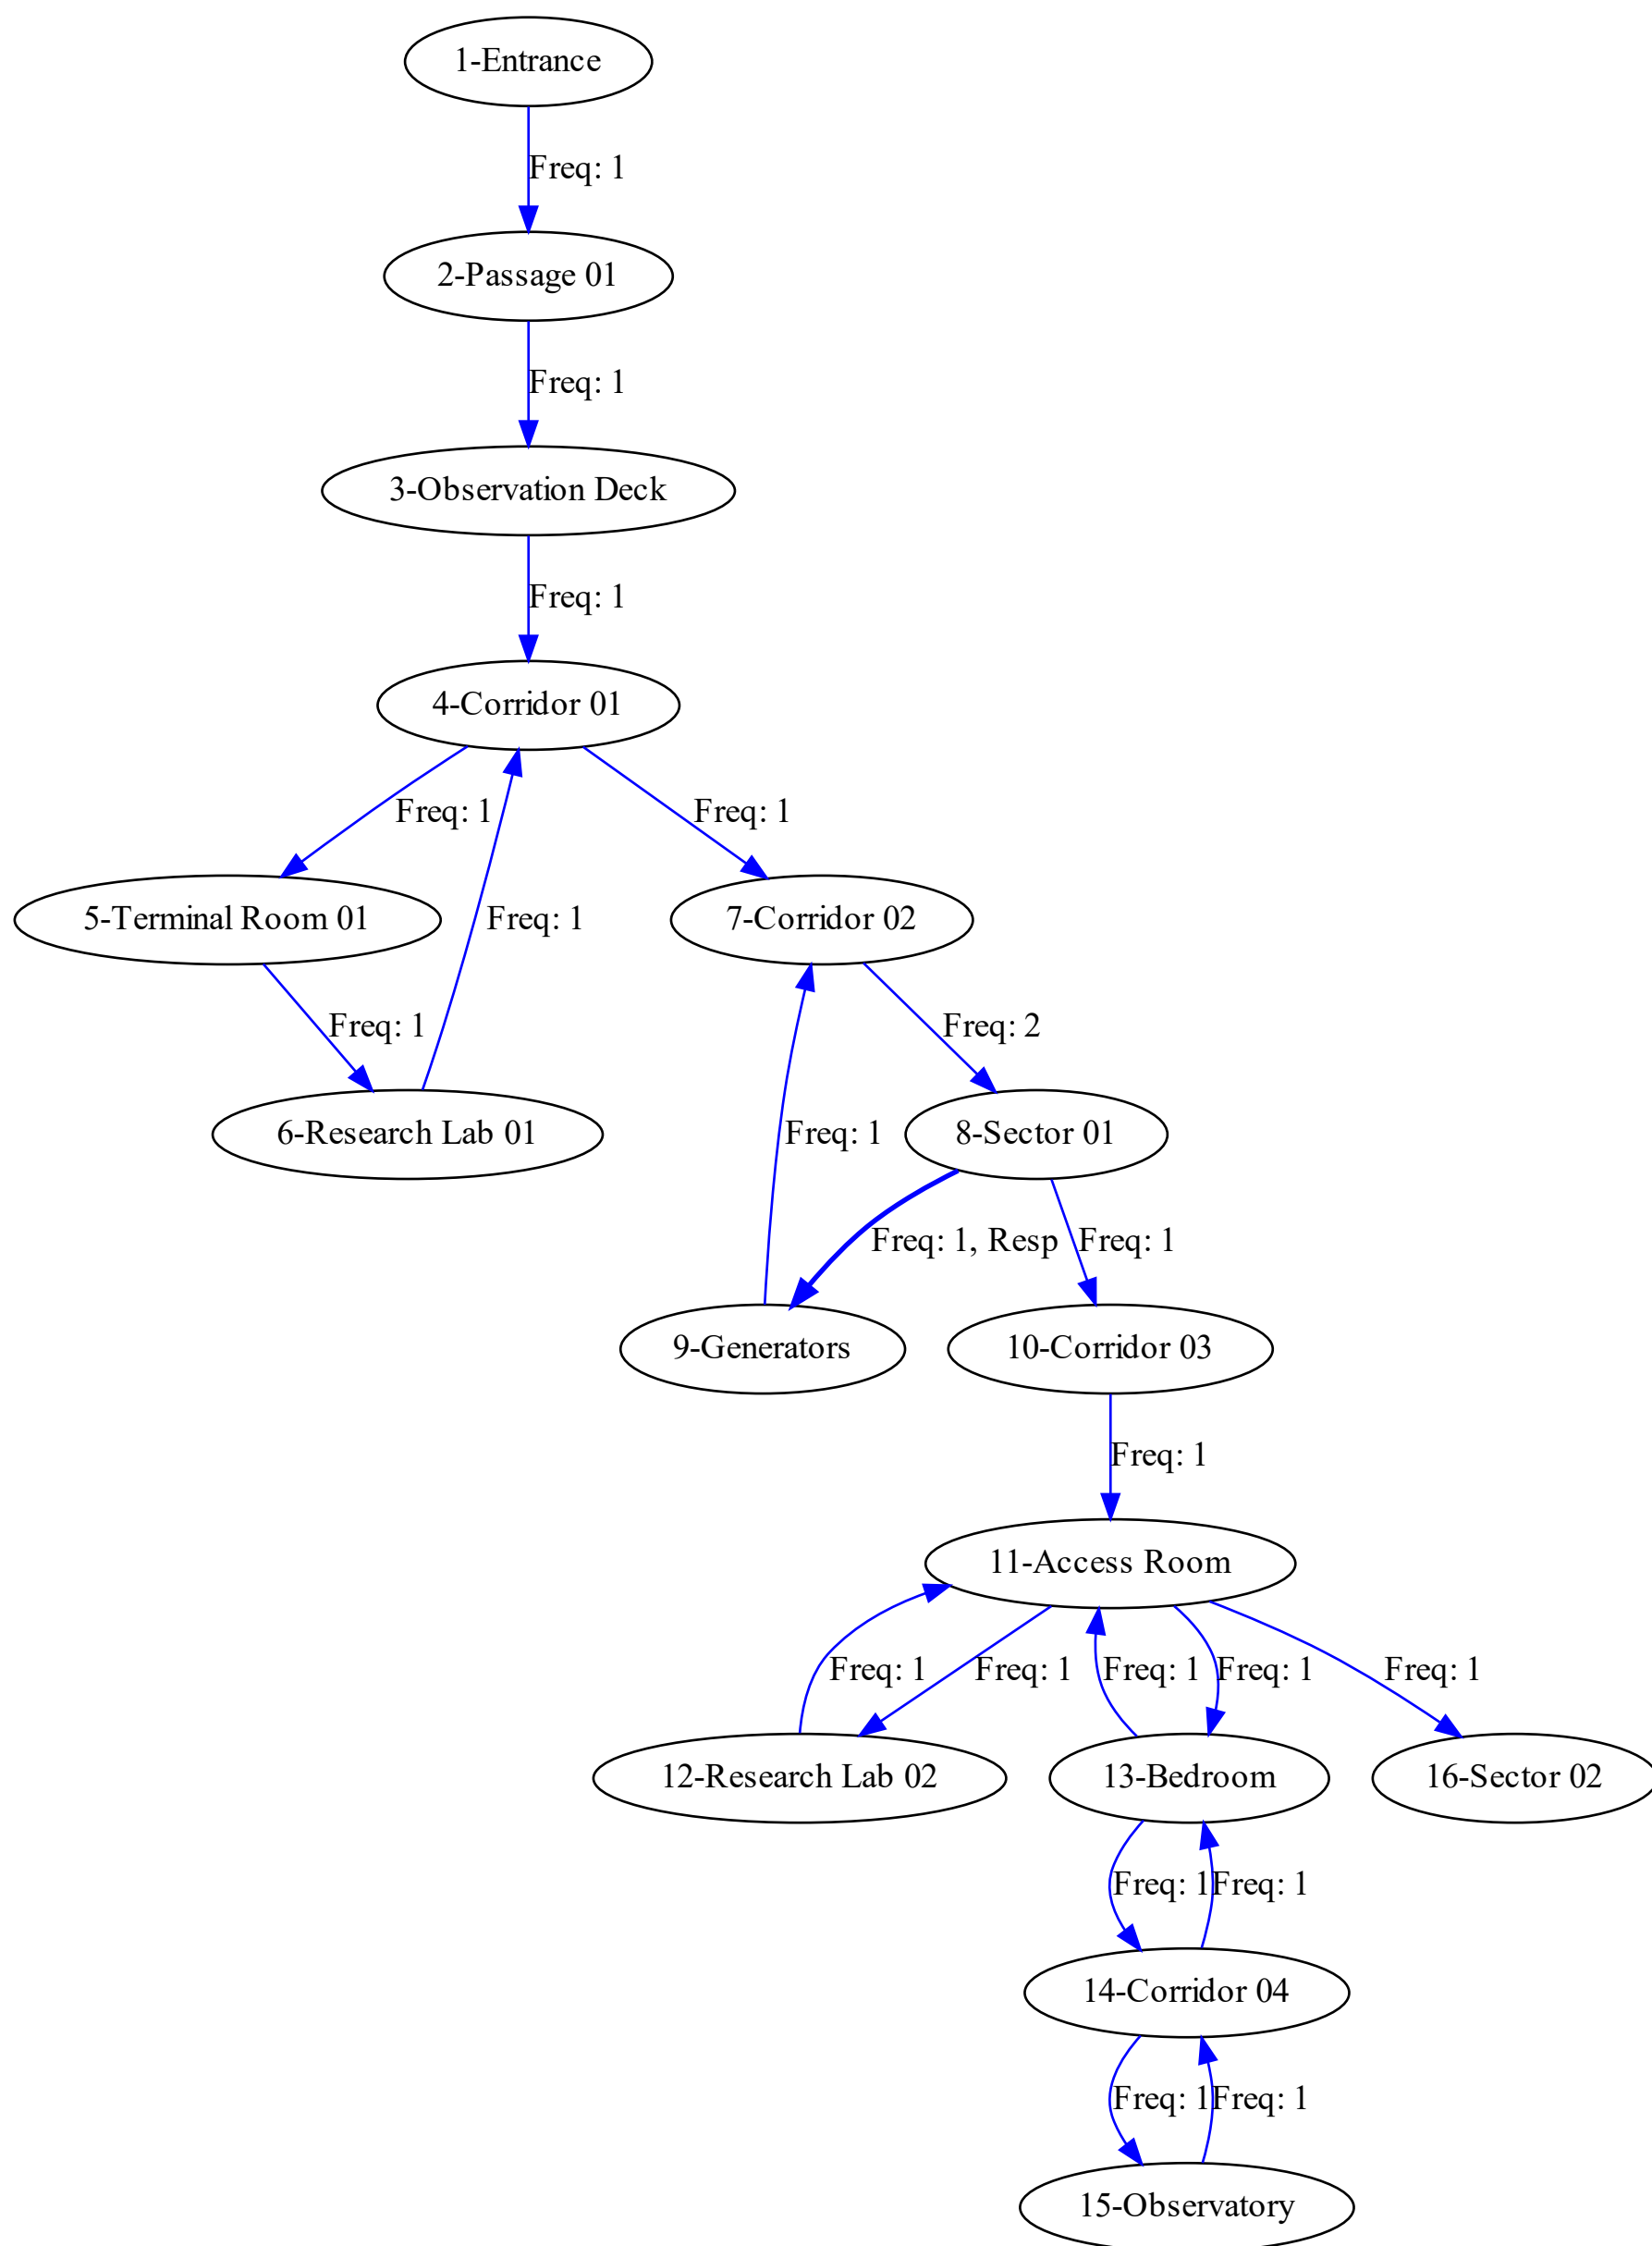 1-Entrance
Freq: 1
2-Passage 01
Freq: 1
3-Observation Deck
Freq: 1
4-Corridor 01
Freq: 1
Freq: 1
5-Terminal Room 01
Freq: 1
7-Corridor 02
Freq: 1
Freq: 2
6-Research Lab 01
Freq: 1
8-Sector 01
Freq: 1, Resp
Freq: 1
9-Generators
10-Corridor 03
Freq: 1
11-Access Room
Freq: 1
Freq: 1
Freq: 1
Freq: 1
Freq: 1
12-Research Lab 02
13-Bedroom
16-Sector 02
Freq: 1
Freq: 1
14-Corridor 04
Freq: 1
Freq: 1
15-Observatory